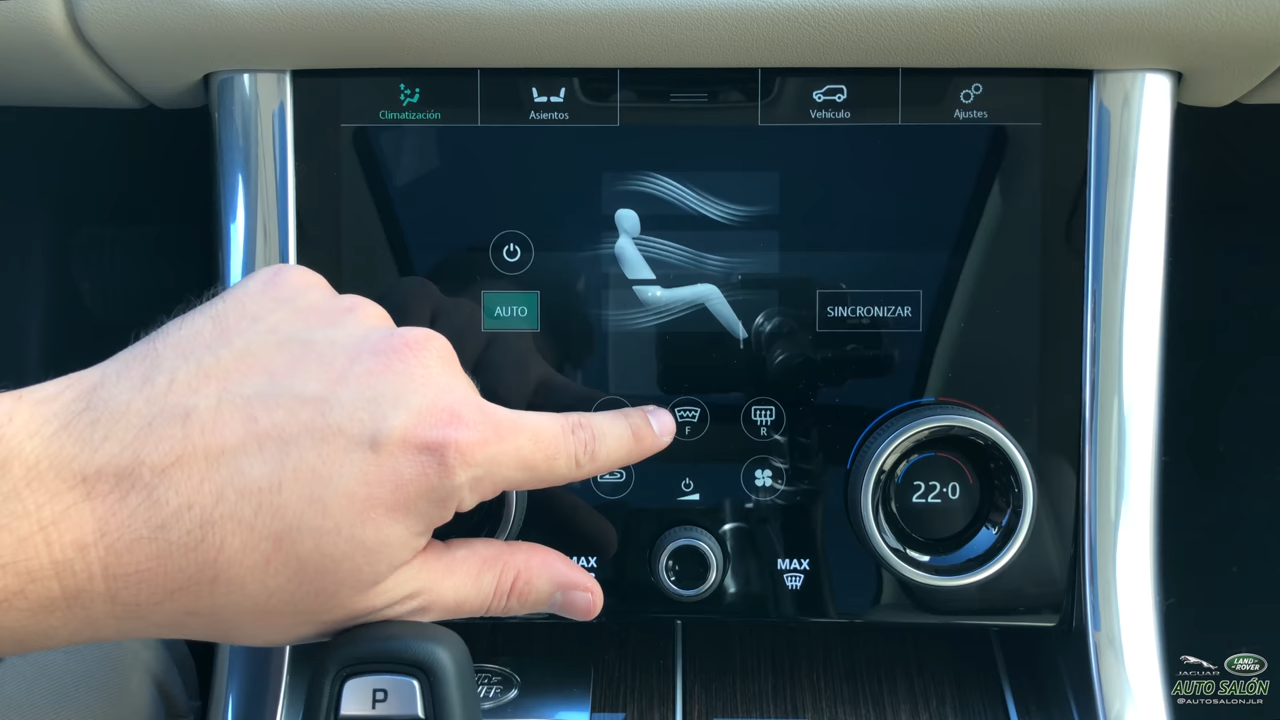 Climatización
Asientos
Vehículo
Ajustes
AUTO
SINCRONIZAR
F
R
22·0
MAX
MAX
P
JAGUAR
LAND-
ROVER
AUTO SALÓN
@AUTOSALONJLR